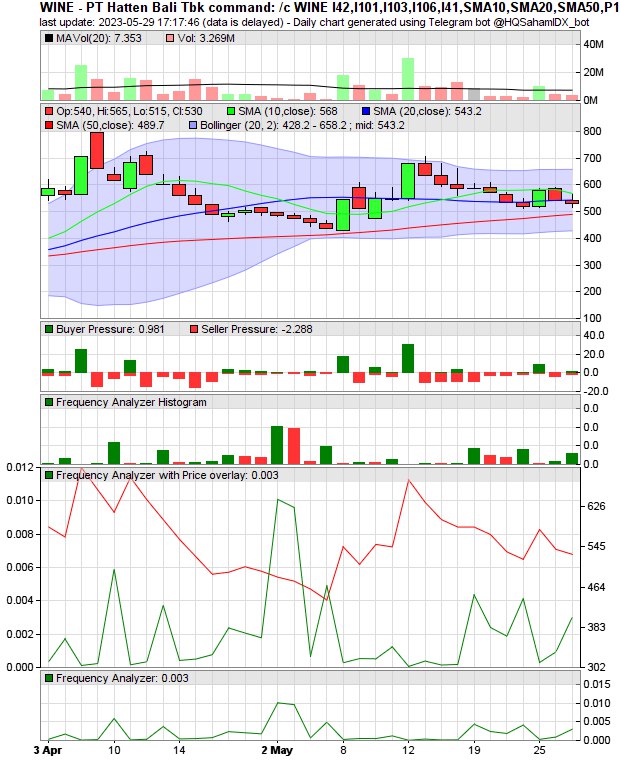 WINE - PT Hatten Bali Tbk command: /c WINE I42,I101,I103,I106,I41,SMA10,SMA20,SMA50,P1
last update: 2023-05-29 17:17:46 (data is delayed) - Daily chart generated using Telegram bot @HQSahamIDX_bot
MAVol(20): 7.353 Vol: 3.269M
40M
20M
0M
Op:540, Hi:565, Lo:515, Cl:530 SMA (10,close): 568 SMA (20,close): 543.2
SMA (50,close): 489.7 Bollinger (20, 2): 428.2 - 658.2 ; mid: 543.2
800
700
600
500
400
300
200
100
Buyer Pressure: 0.981 Seller Pressure: -2.288
40.0
20.0
0.0
-20.0
Frequency Analyzer Histogram
0.0
0.0
0.0
0.0
Frequency Analyzer with Price overlay: 0.003
0.012
0.010
0.008
0.006
0.004
0.002
0.000
626
545
464
383
302
Frequency Analyzer: 0.003
0.015
0.010
0.005
0.000
3 Apr 10 14 2 May 8 12 19 25